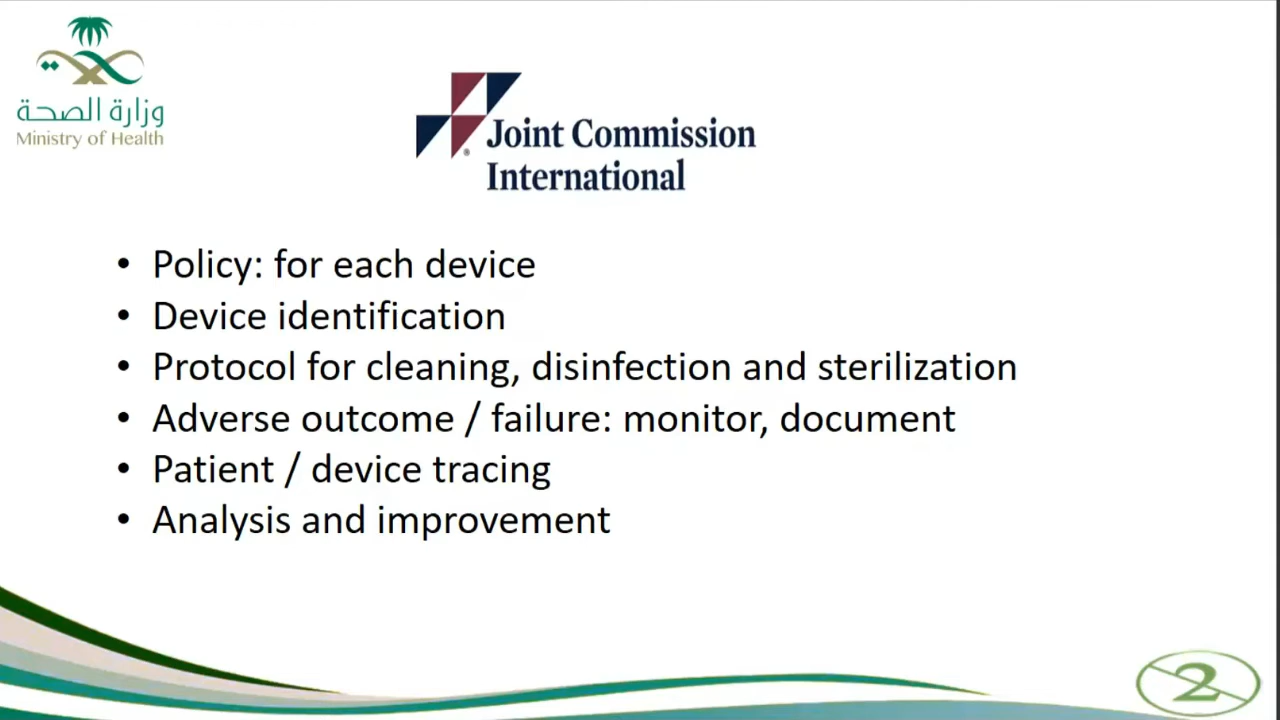 وزارة الصحة
Ministry of Health
Joint Commission
International
®
• Policy: for each device
• Device identification
• Protocol for cleaning, disinfection and sterilization
• Adverse outcome / failure: monitor, document
• Patient / device tracing
• Analysis and improvement
2